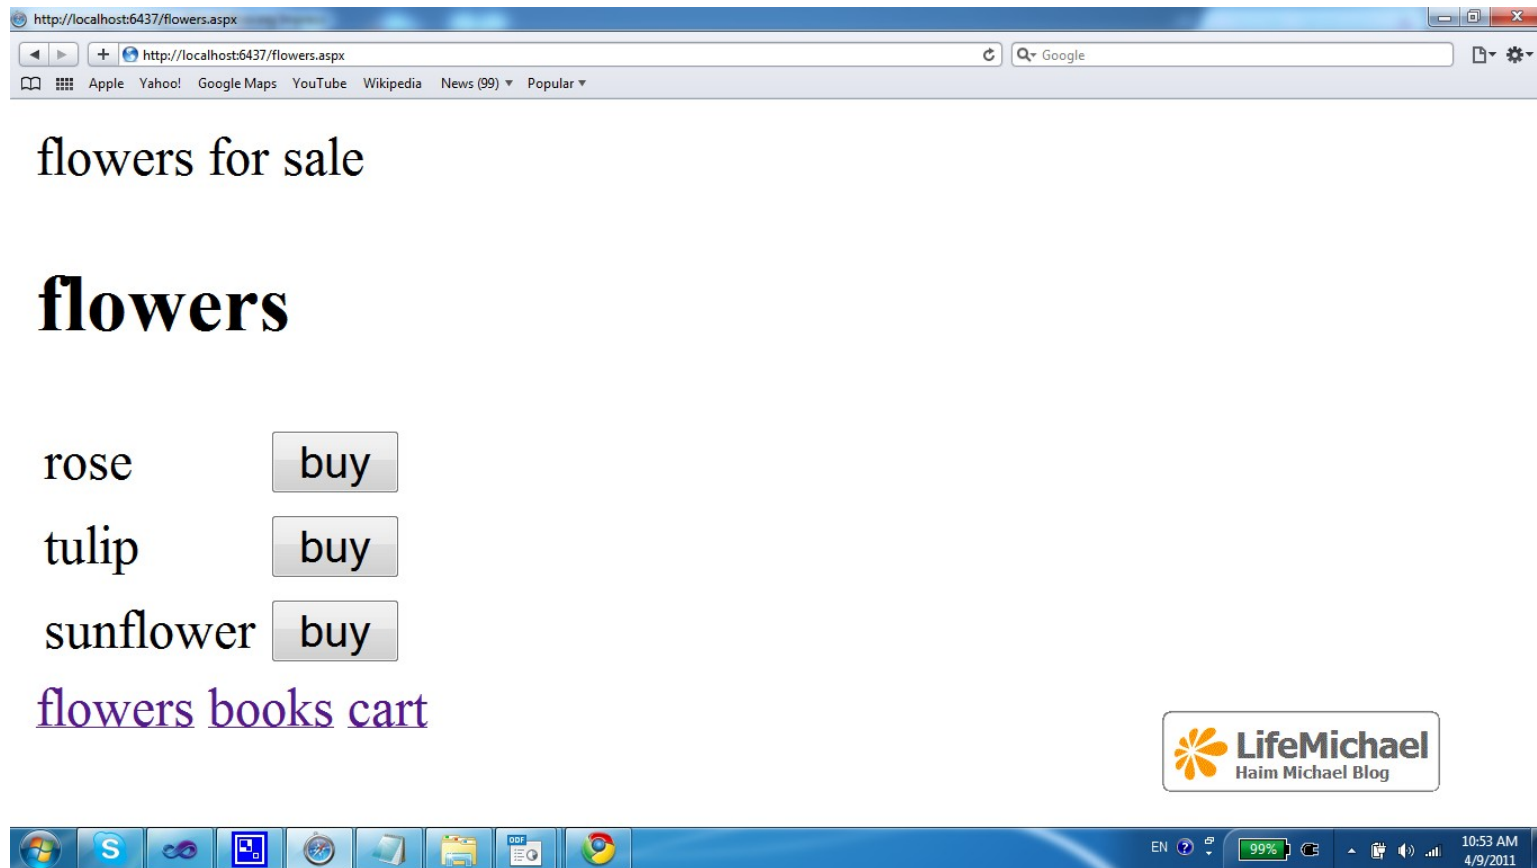 http://localhost:6437/flowers.aspx
http://localhost:6437/flowers.aspx
Google
Apple Yahoo! Google Maps YouTube Wikipedia News (99) Popular
flowers for sale
flowers
rose buy
tulip buy
sunflower buy
flowers books cart
LifeMichael
Haim Michael Blog
ODF
EN 99% 10:53 AM
4/9/2011